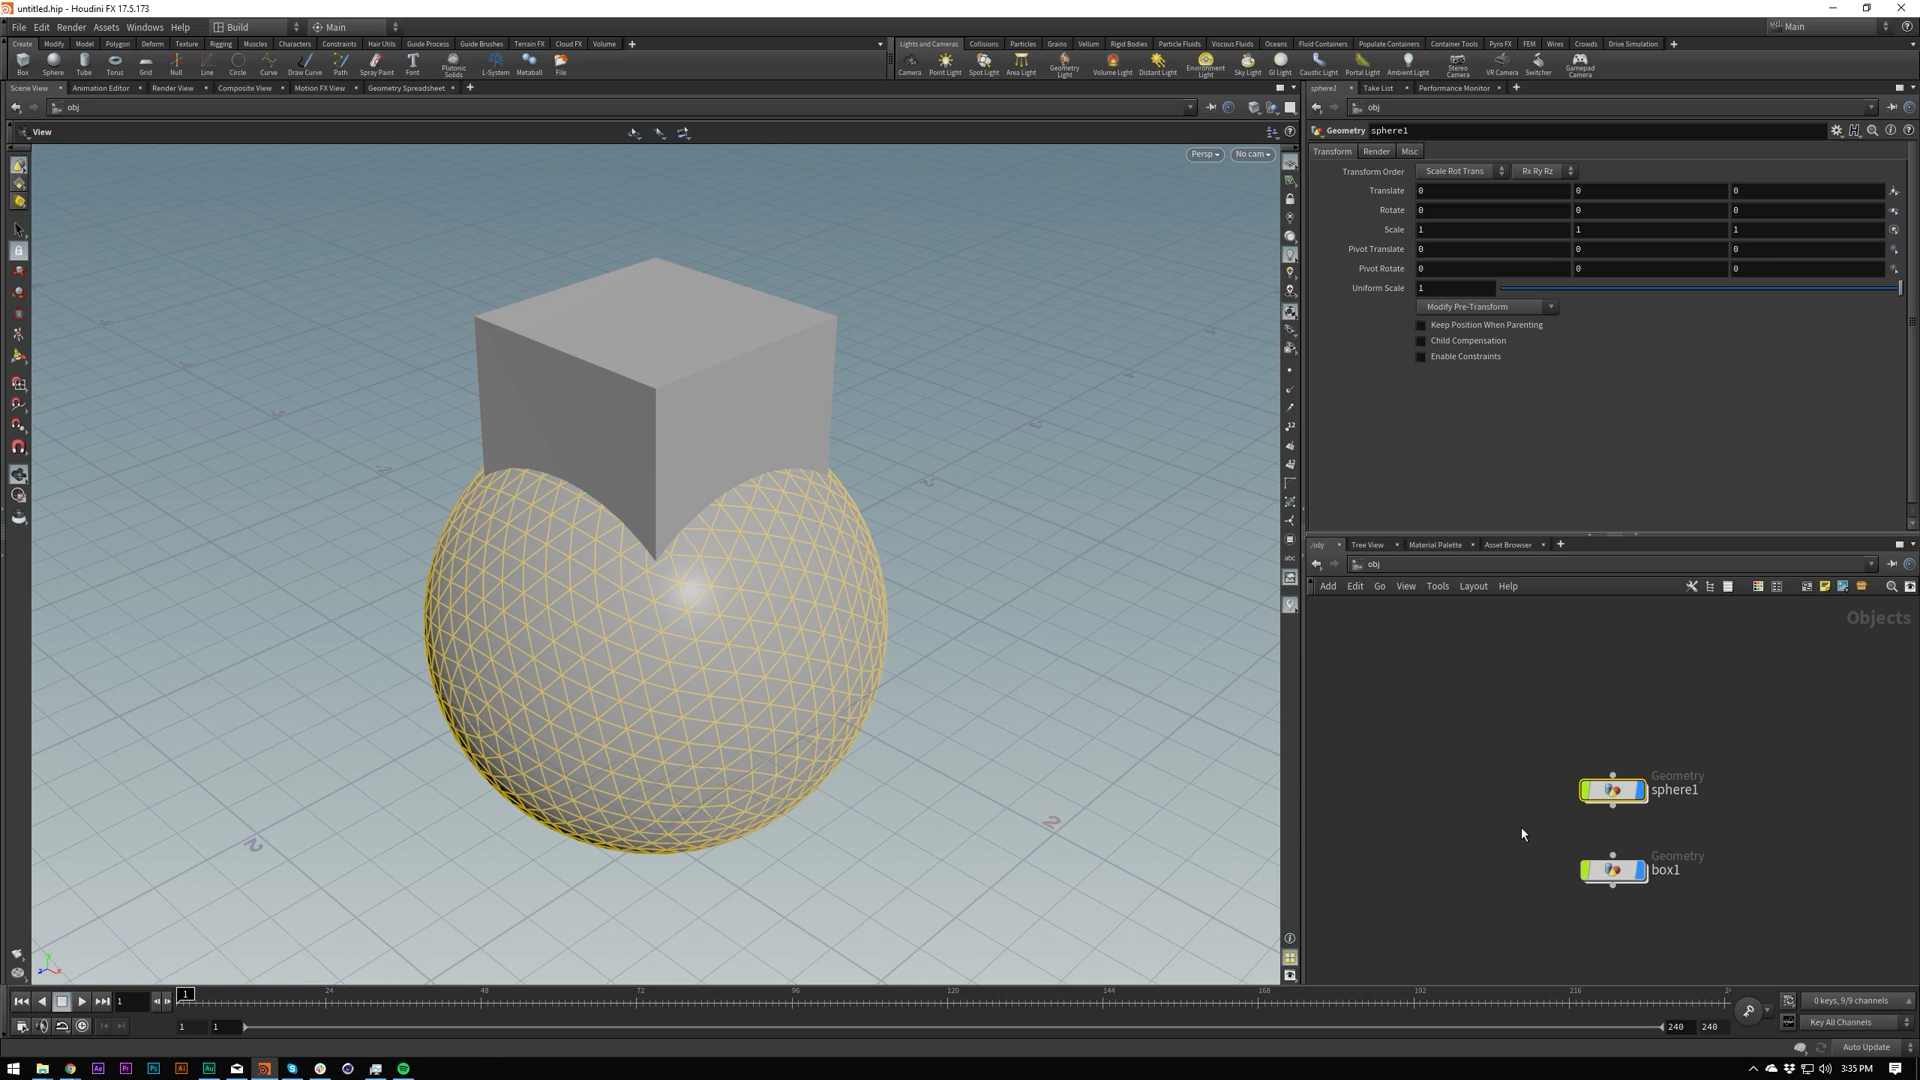 untitled.hip - Houdini FX 17.5.173
File Edit Render Assets Windows Help Build Main Main
Create Modify Model Polygon Deform Texture Rigging Muscles Characters Constraints Hair Utils Guide Process Guide Brushes Terrain FX Cloud FX Volume
Lights and Cameras Collisions Particles Grains Vellum Rigid Bodies Particle Fluids Viscous Fluids Oceans Fluid Containers Populate Containers Container Tools Pyro FX FEM Wires Crowds Drive Simulation
Box Sphere Tube Torus Grid Null Line Circle Curve Draw Curve Path Spray Paint Font Platonic Solids L-System Metaball File
Camera Point Light Spot Light Area Light Geometry Light Volume Light Distant Light Environment Light Sky Light GI Light Caustic Light Portal Light Ambient Light Stereo Camera VR Camera Switcher Gamepad Camera
Scene View Animation Editor Render View Composite View Motion FX View Geometry Spreadsheet
sphere1 Take List Performance Monitor
obj
obj
View
Persp No cam
Geometry sphere1
Transform Render Misc
Transform Order Scale Rot Trans Rx Ry Rz
Translate 0 0 0
Rotate 0 0 0
Scale 1 1 1
Pivot Translate 0 0 0
Pivot Rotate 0 0 0
Uniform Scale 1
Modify Pre-Transform
Keep Position When Parenting
Child Compensation
Enable Constraints
/obj Tree View Material Palette Asset Browser
obj
Add Edit Go View Tools Layout Help
Objects
Geometry
sphere1
Geometry
box1
abc
12
2
2
1 1 24 48 72 96 120 144 168 192 216
0 keys, 9/9 channels
1 1 240 240
Key All Channels
Auto Update
3:35 PM